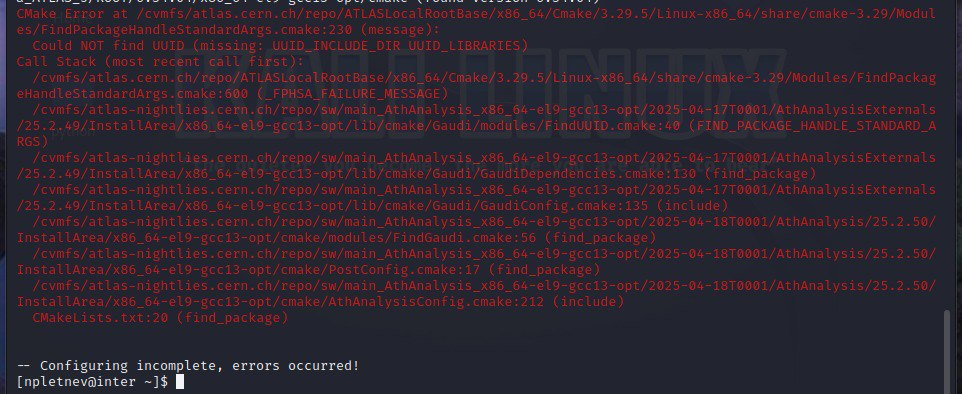 CMake Error at /cvmfs/atlas.cern.ch/repo/ATLASLocalRootBase/x86_64/Cmake/3.29.5/Linux-x86_64/share/cmake-3.29/Modul
es/FindPackageHandleStandardArgs.cmake:230 (message):
  Could NOT find UUID (missing: UUID_INCLUDE_DIR UUID_LIBRARIES)
Call Stack (most recent call first):
  /cvmfs/atlas.cern.ch/repo/ATLASLocalRootBase/x86_64/Cmake/3.29.5/Linux-x86_64/share/cmake-3.29/Modules/FindPackag
eHandleStandardArgs.cmake:600 (_FPHSA_FAILURE_MESSAGE)
  /cvmfs/atlas-nightlies.cern.ch/repo/sw/main_AthAnalysis_x86_64-el9-gcc13-opt/2025-04-17T0001/AthAnalysisExternals
/25.2.49/InstallArea/x86_64-el9-gcc13-opt/lib/cmake/Gaudi/modules/FindUUID.cmake:40 (FIND_PACKAGE_HANDLE_STANDARD_A
RGS)
  /cvmfs/atlas-nightlies.cern.ch/repo/sw/main_AthAnalysis_x86_64-el9-gcc13-opt/2025-04-17T0001/AthAnalysisExternals
/25.2.49/InstallArea/x86_64-el9-gcc13-opt/lib/cmake/Gaudi/GaudiDependencies.cmake:130 (find_package)
  /cvmfs/atlas-nightlies.cern.ch/repo/sw/main_AthAnalysis_x86_64-el9-gcc13-opt/2025-04-17T0001/AthAnalysisExternals
/25.2.49/InstallArea/x86_64-el9-gcc13-opt/lib/cmake/Gaudi/GaudiConfig.cmake:135 (include)
  /cvmfs/atlas-nightlies.cern.ch/repo/sw/main_AthAnalysis_x86_64-el9-gcc13-opt/2025-04-18T0001/AthAnalysis/25.2.50/
InstallArea/x86_64-el9-gcc13-opt/cmake/modules/FindGaudi.cmake:56 (find_package)
  /cvmfs/atlas-nightlies.cern.ch/repo/sw/main_AthAnalysis_x86_64-el9-gcc13-opt/2025-04-18T0001/AthAnalysis/25.2.50/
InstallArea/x86_64-el9-gcc13-opt/cmake/PostConfig.cmake:17 (find_package)
  /cvmfs/atlas-nightlies.cern.ch/repo/sw/main_AthAnalysis_x86_64-el9-gcc13-opt/2025-04-18T0001/AthAnalysis/25.2.50/
InstallArea/x86_64-el9-gcc13-opt/cmake/AthAnalysisConfig.cmake:212 (include)
  CMakeLists.txt:20 (find_package)
-- Configuring incomplete, errors occurred!
[npletnev@inter ~]$